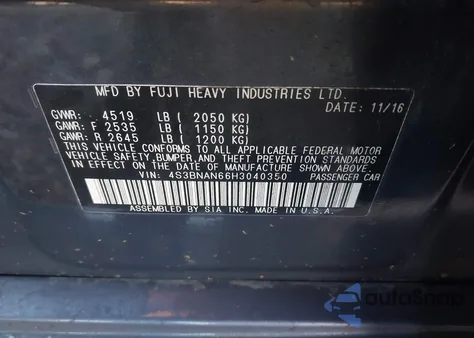 MFD BY FUJI HEAVY INDUSTRIES LTD.
DATE: 11/16
GVWR: 4519 LB ( 2050 KG)
GAWR: F 2535 LB ( 1150 KG)
GAWR: R 2645 LB ( 1200 KG)
THIS VEHICLE CONFORMS TO ALL APPLICABLE FEDERAL MOTOR
VEHICLE SAFETY, BUMPER, AND THEFT PREVENTION STANDARDS
IN EFFECT ON THE DATE OF MANUFACTURE SHOWN ABOVE.
VIN: 4S3BNAN66H3040350 PASSENGER CAR
ASSEMBLED BY SIA INC. MADE IN U.S.A.
autoSnap